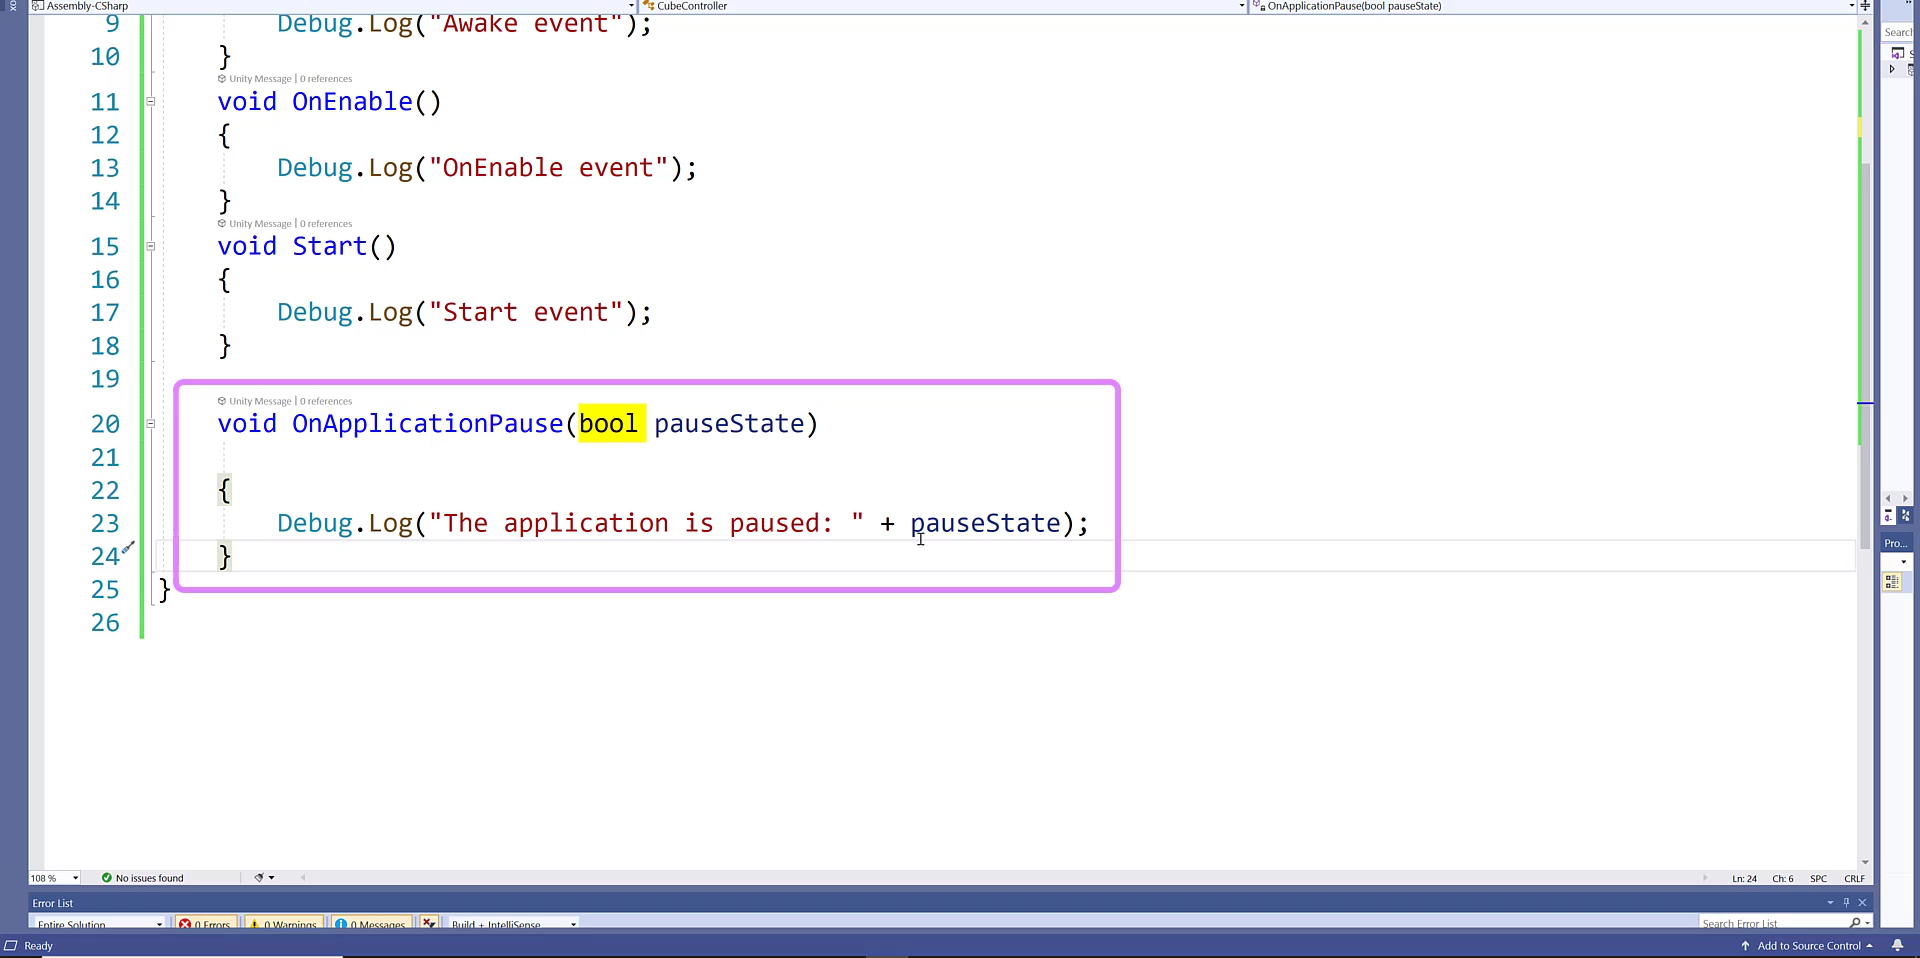 Assembly-CSharp CubeController OnApplicationPause(bool pauseState)
9 Debug.Log("Awake event");
10 }
Unity Message | 0 references
11 void OnEnable()
12 {
13 Debug.Log("OnEnable event");
14 }
Unity Message | 0 references
15 void Start()
16 {
17 Debug.Log("Start event");
18 }
19
Unity Message | 0 references
20 void OnApplicationPause(bool pauseState)
21
22 {
23 Debug.Log("The application is paused: " + pauseState);
24 }
25 }
26
Searc
Pro...
108 % No issues found Ln: 24 Ch: 6 SPC CRLF
Error List
Entire Solution 0 Errors 0 Warnings 0 Messages Build + IntelliSense Search Error List
Ready Add to Source Control